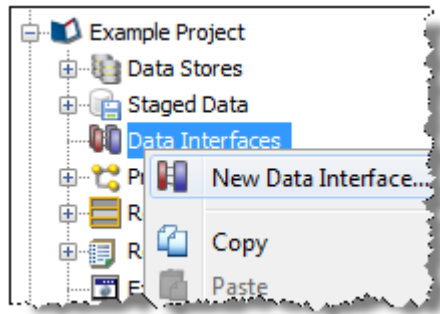 Example Project
Data Stores
Staged Data
Data Interfaces
New Data Interface...
Copy
Paste